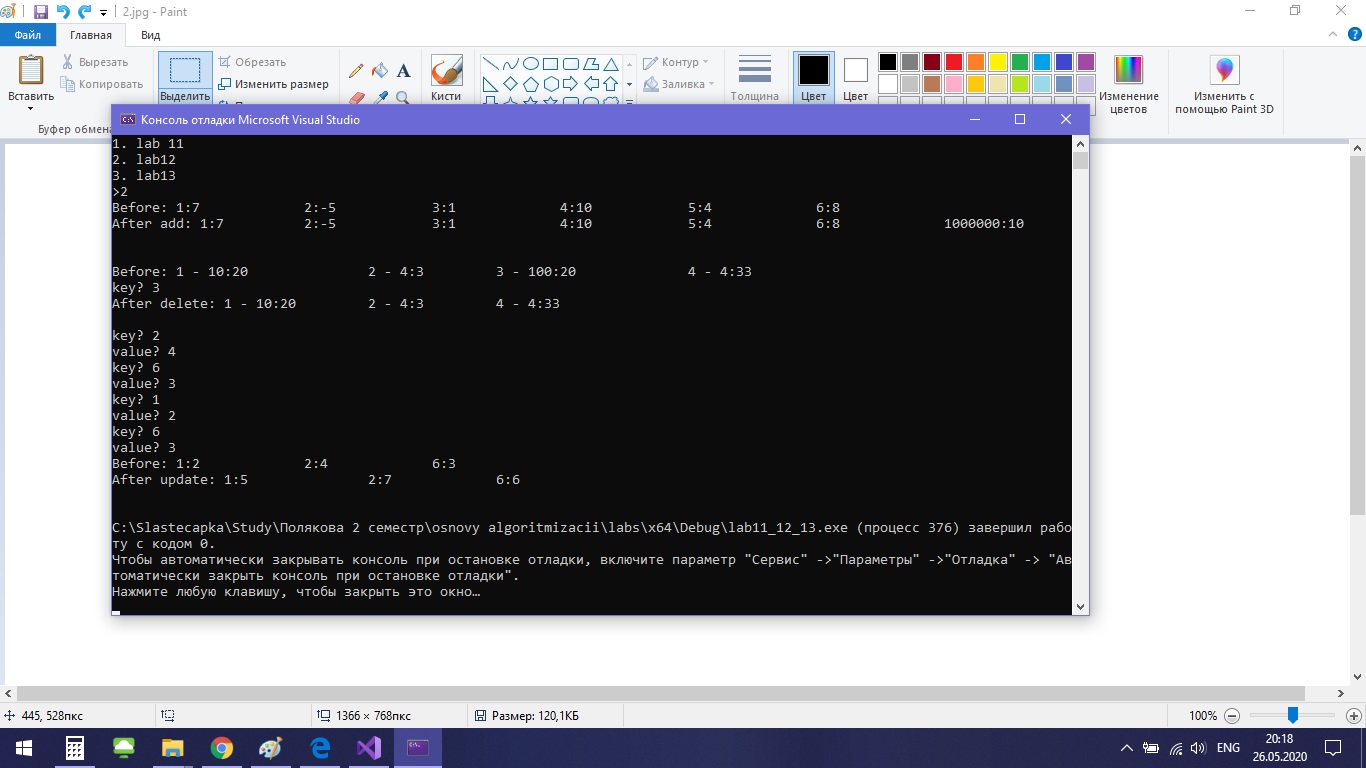 2.jpg - Paint
Файл Главная Вид
Вставить
Вырезать
Копировать
Буфер обмена
Выделить
Обрезать
Изменить размер
Кисти
Контур
Заливка
Толщина
Цвет
Цвет
Изменение цветов
Изменить с помощью Paint 3D
Консоль отладки Microsoft Visual Studio
1. lab 11
2. lab12
3. lab13
>2
Before: 1:7 2:-5 3:1 4:10 5:4 6:8
After add: 1:7 2:-5 3:1 4:10 5:4 6:8 1000000:10
Before: 1 - 10:20 2 - 4:3 3 - 100:20 4 - 4:33
key? 3
After delete: 1 - 10:20 2 - 4:3 4 - 4:33
key? 2
value? 4
key? 6
value? 3
key? 1
value? 2
key? 6
value? 3
Before: 1:2 2:4 6:3
After update: 1:5 2:7 6:6
C:\Slastecapka\Study\Полякова 2 семестр\osnovy algoritmizacii\labs\x64\Debug\lab11_12_13.exe (процесс 376) завершил рабо
ту с кодом 0.
Чтобы автоматически закрывать консоль при остановке отладки, включите параметр "Сервис" ->"Параметры" ->"Отладка" -> "Ав
томатически закрыть консоль при остановке отладки".
Нажмите любую клавишу, чтобы закрыть это окно…
445, 528пкс 1366 × 768пкс Размер: 120,1КБ 100%
ENG 20:18
26.05.2020